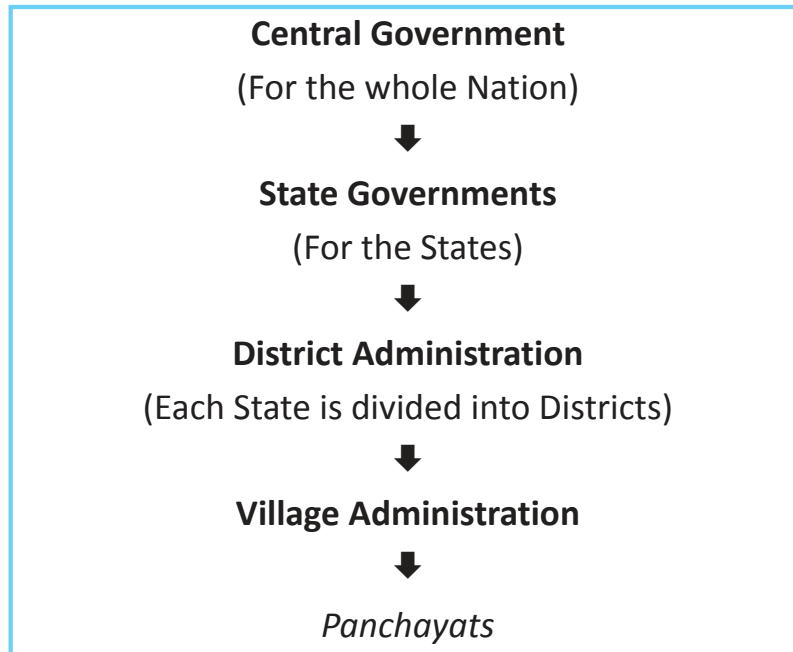 Central Government
(For the whole Nation)
State Governments
(For the States)
District Administration
(Each State is divided into Districts)
Village Administration
Panchayats